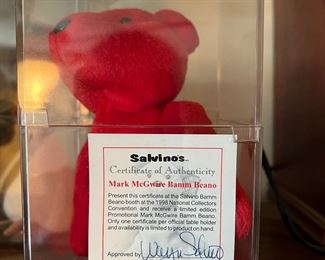 Salvino's
Certificate of Authenticity
Mark McGwire Bamm Beano
Present this certificate at the Salvino Bamm
Beano booth at the 1998 National Collectors
Convention and receive a limited edition
Promotional Mark McGwire Bamm Beano,
Only one certificate per official table holder
and availability is limited to product on hand.
Approved by